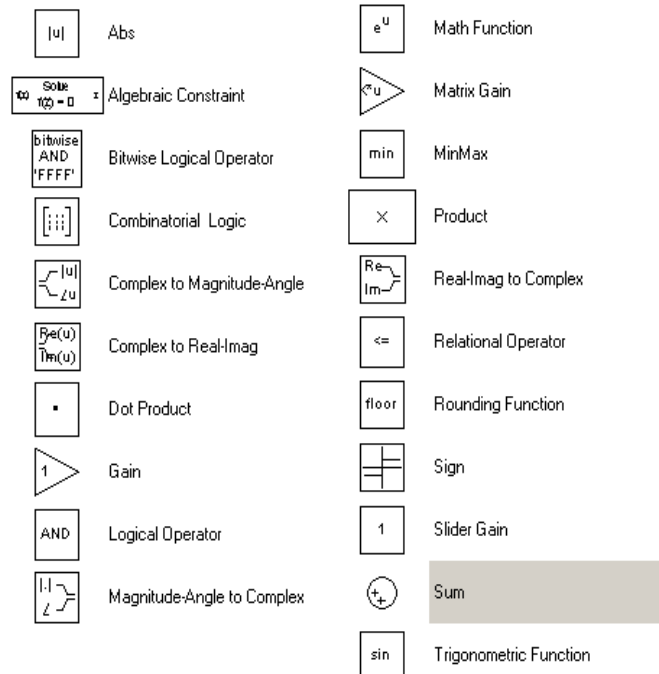 |u| Abs
f(z) Solve f(z) = 0 z Algebraic Constraint
bitwise AND 'FFFF' Bitwise Logical Operator
Combinatorial Logic
|u| ∠u Complex to Magnitude-Angle
Re(u) Im(u) Complex to Real-Imag
Dot Product
1 Gain
AND Logical Operator
|.| ∠ Magnitude-Angle to Complex
e^u Math Function
u Matrix Gain
min MinMax
× Product
Re Im Real-Imag to Complex
<= Relational Operator
floor Rounding Function
Sign
1 Slider Gain
+ + Sum
sin Trigonometric Function